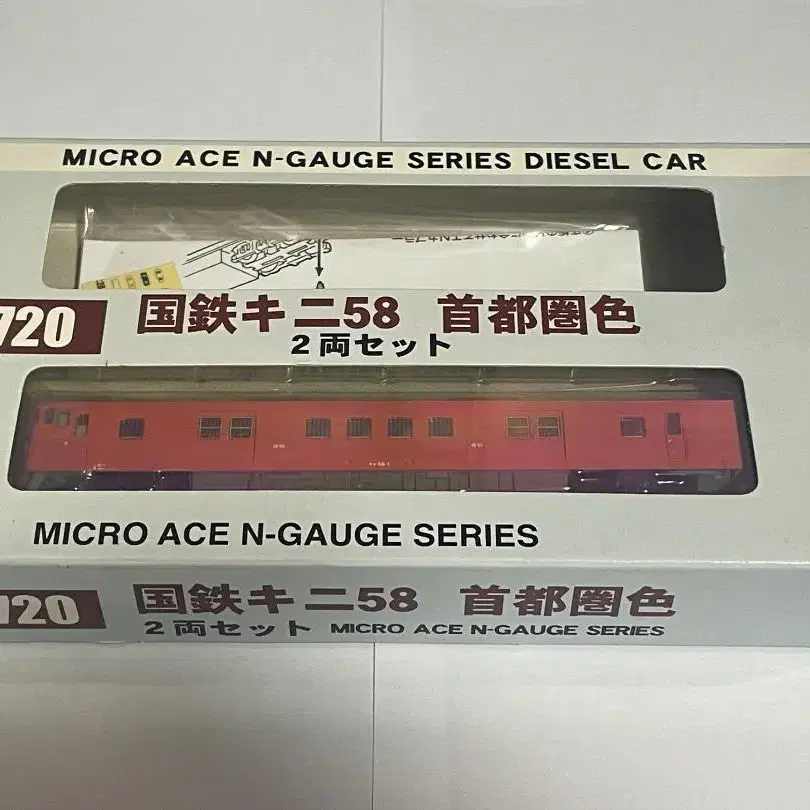 MICRO ACE N-GAUGE SERIES DIESEL CAR
720 国鉄キニ58 首都圏色
2両セット
MICRO ACE N-GAUGE SERIES
720 国鉄キニ58 首都圏色
2両セット MICRO ACE N-GAUGE SERIES